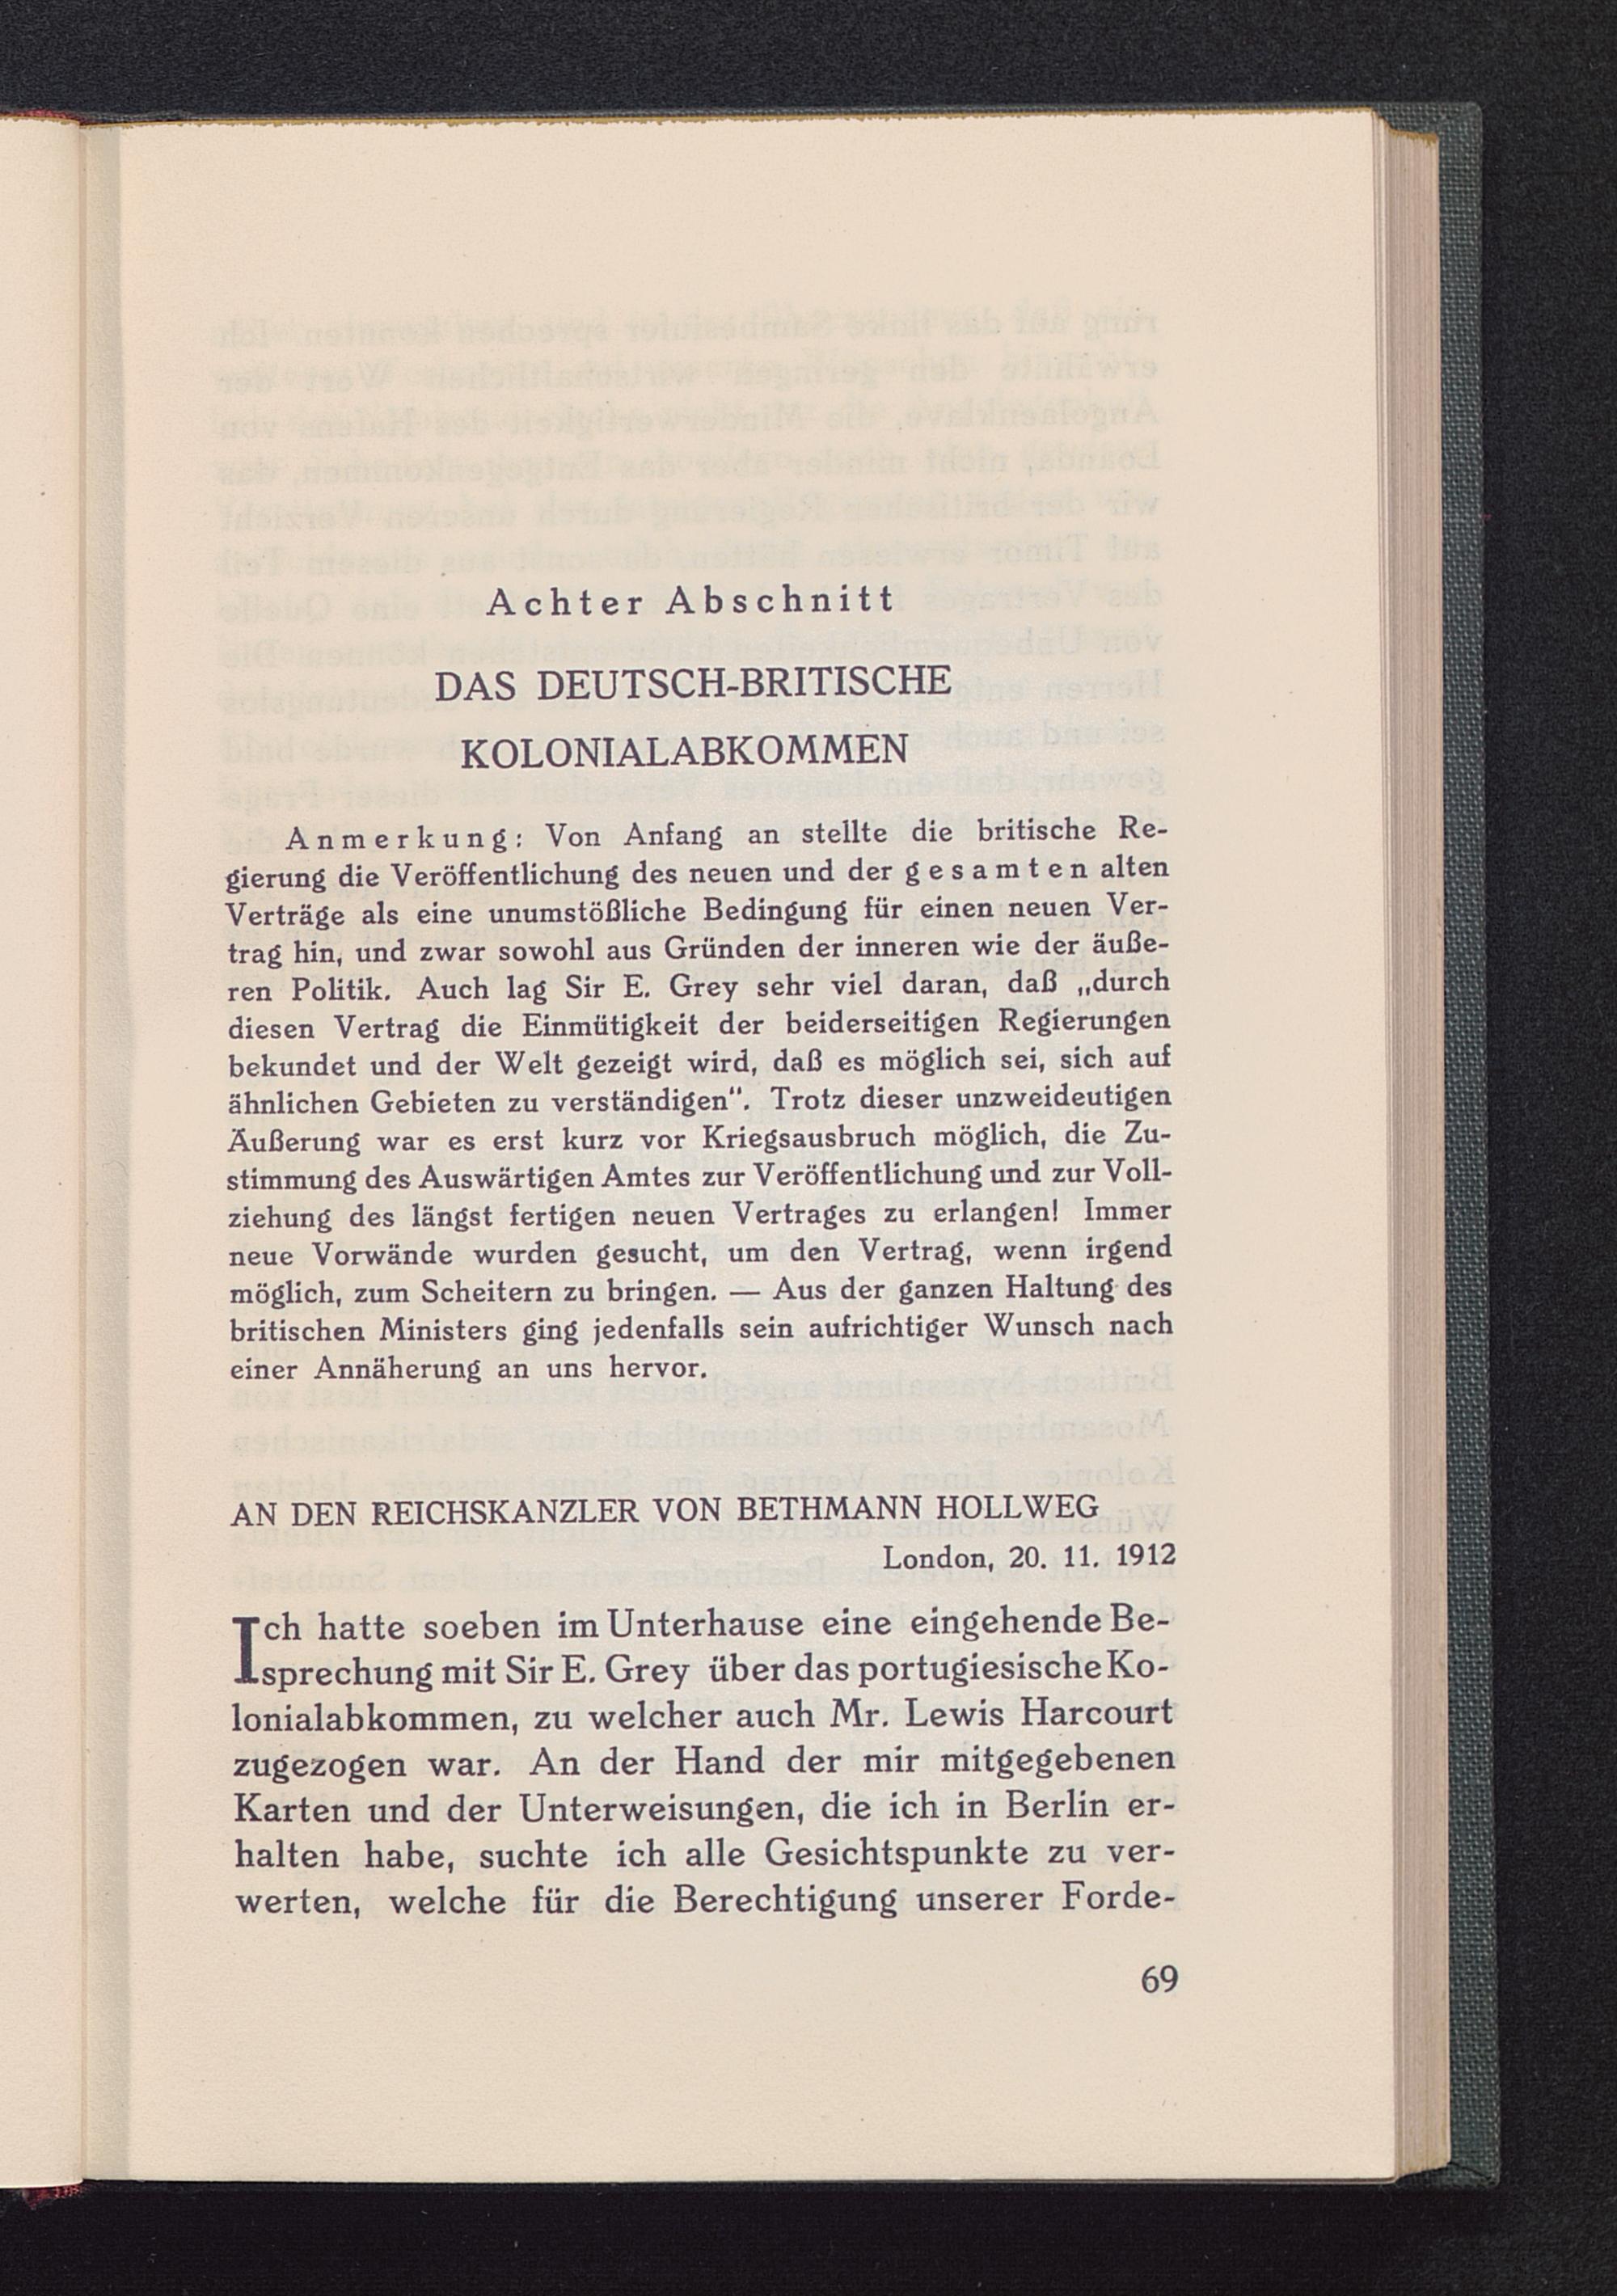 Achter Abschnitt
DAS DEUTSCH-BRITISCHE
KOLONIALABKOMMEN
Anmerkung: Von Anfang an stellte die britische Re-
gierung die Veröffentlichung des neuen und der gesamten alten
Verträge als eine unumstößliche Bedingung für einen neuen Ver-
trag hin, und zwar sowohl aus Gründen der inneren wie der äuße-
ren Politik. Auch lag Sir E. Grey sehr viel daran, daß „durch
diesen Vertrag die Einmütigkeit der beiderseitigen Regierungen
bekundet und der Welt gezeigt wird, daß es möglich sei, sich auf
ähnlichen Gebieten zu verständigen“. Trotz dieser unzweideutigen
Äußerung war es erst kurz vor Kriegsausbruch möglich, die Zu-
stimmung des Auswärtigen Amtes zur Veröffentlichung und zur Voll-
ziehung des längst fertigen neuen Vertrages zu erlangen! Immer
neue Vorwände wurden gesucht, um den Vertrag, wenn irgend
möglich, zum Scheitern zu bringen. — Aus der ganzen Haltung des
britischen Ministers ging jedenfalls sein aufrichtiger Wunsch nach
einer Annäherung an uns hervor.
AN DEN REICHSKANZLER VON BETHMANN HOLLWEG
London, 20. 11. 1912
Ich hatte soeben im Unterhause eine eingehende Be-
sprechung mit Sir E. Grey über das portugiesische Ko-
lonialabkommen, zu welcher auch Mr. Lewis Harcourt
zugezogen war. An der Hand der mir mitgegebenen
Karten und der Unterweisungen, die ich in Berlin er-
halten habe, suchte ich alle Gesichtspunkte zu ver-
werten, welche für die Berechtigung unserer Forde-
69